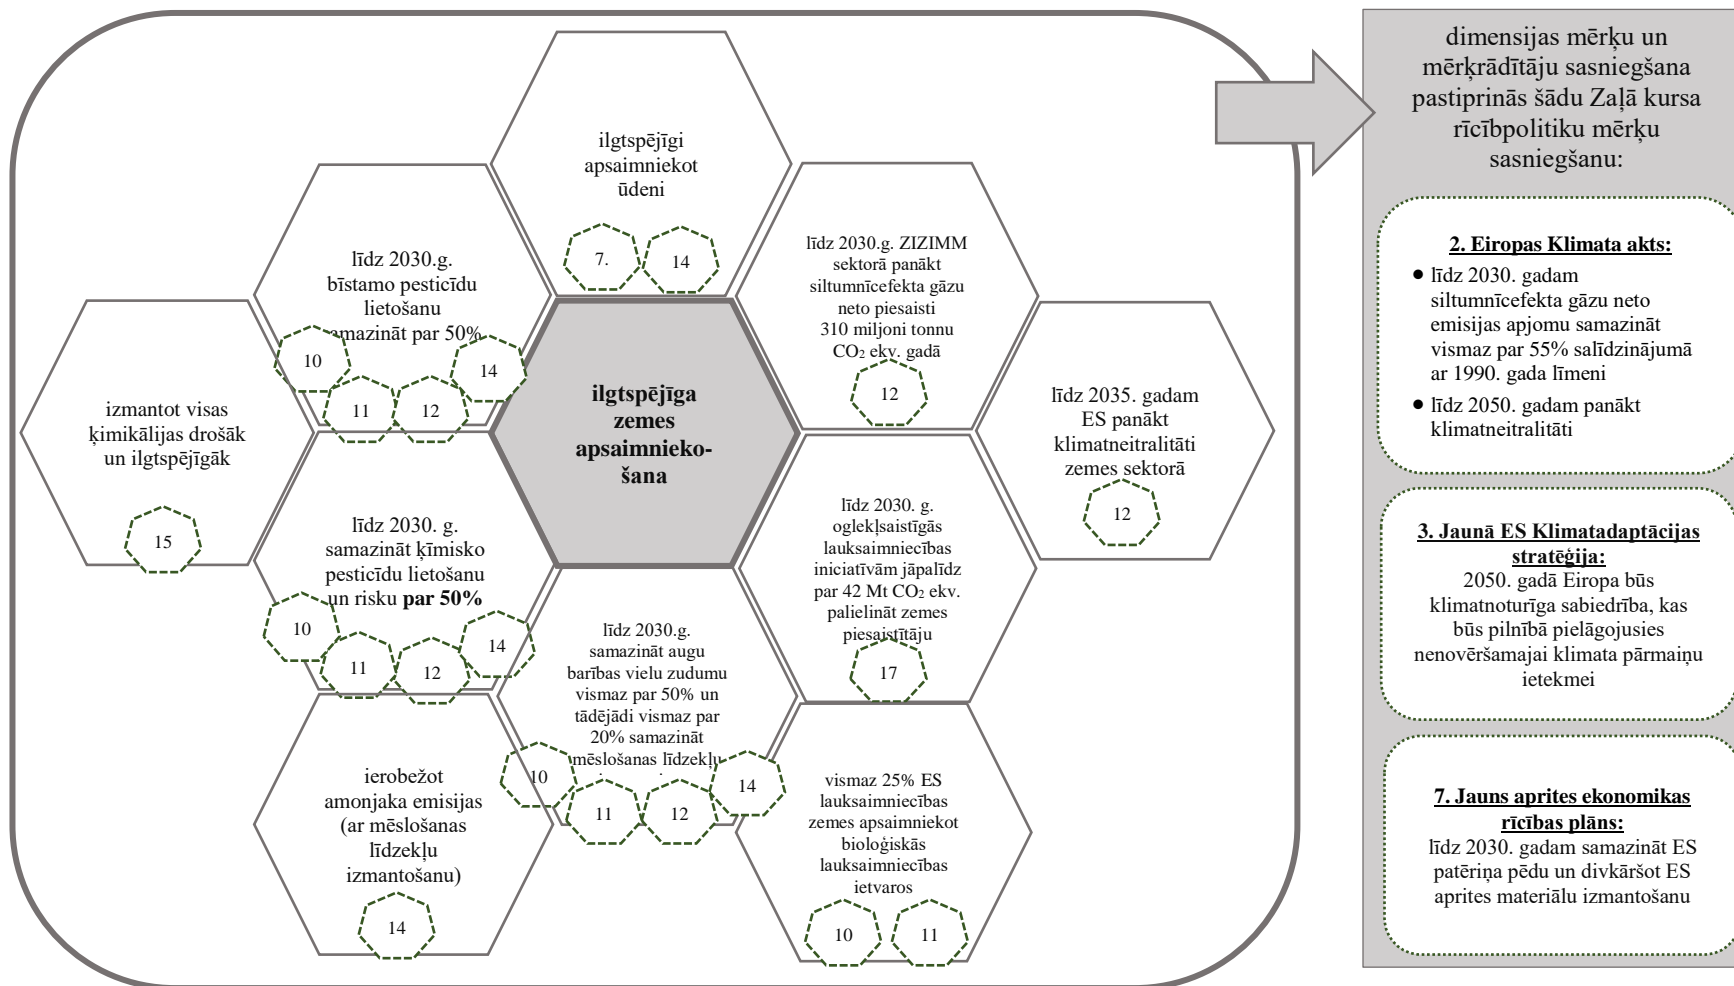 ilgtspējīgi
apsaimniekot
ūdeni
7.
14
līdz 2030.g.
bīstamo pesticīdu
lietošanu
samazināt par 50%
10
11
12
14
līdz 2030.g. ZIZIMM
sektorā panākt
siltumnīcefekta gāzu
neto piesaisti
310 miljoni tonnu
CO₂ ekv. gadā
12
izmantot visas
ķimikālijas drošāk
un ilgtspējīgāk
15
ilgtspējīga
zemes
apsaimnieko-
šana
līdz 2035. gadam
ES panākt
klimatneitralitāti
zemes sektorā
12
līdz 2030. g.
samazināt ķīmisko
pesticīdu lietošanu
un risku par 50%
10
11
12
14
līdz 2030. g.
oglekļsaistīgās
lauksaimniecības
iniciatīvām jāpalīdz
par 42 Mt CO₂ ekv.
palielināt zemes
piesaistītāju
17
līdz 2030.g.
samazināt augu
barības vielu zudumu
vismaz par 50% un
tādējādi vismaz par
20% samazināt
mēslošanas līdzekļu
10
11
12
14
ierobežot
amonjaka emisijas
(ar mēslošanas
līdzekļu
izmantošanu)
14
vismaz 25% ES
lauksaimniecības
zemes apsaimniekot
bioloģiskās
lauksaimniecības
ietvaros
10
11
dimensijas mērķu un
mērķrādītāju sasniegšana
pastiprinās šādu Zaļā kursa
rīcībpolitiku mērķu
sasniegšanu:
2. Eiropas Klimata akts:
• līdz 2030. gadam
siltumnīcefekta gāzu neto
emisijas apjomu samazināt
vismaz par 55% salīdzinājumā
ar 1990. gada līmeni
• līdz 2050. gadam panākt
klimatneitralitāti
3. Jaunā ES Klimatadaptācijas
stratēģija:
2050. gadā Eiropa būs
klimatnoturīga sabiedrība, kas
būs pilnībā pielāgojusies
nenovēršamajai klimata pārmaiņu
ietekmei
7. Jauns aprites ekonomikas
rīcības plāns:
līdz 2030. gadam samazināt ES
patēriņa pēdu un divkāršot ES
aprites materiālu izmantošanu